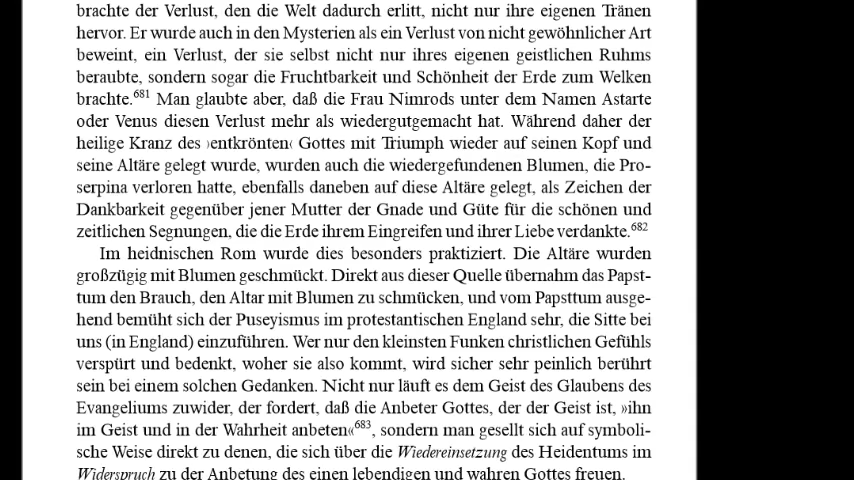 brachte der Verlust, den die Welt dadurch erlitt, nicht nur ihre eigenen Tränen
hervor. Er wurde auch in den Mysterien als ein Verlust von nicht gewöhnlicher Art
beweint, ein Verlust, der sie selbst nicht nur ihres eigenen geistlichen Ruhms
beraubte, sondern sogar die Fruchtbarkeit und Schönheit der Erde zum Welken
brachte.681 Man glaubte aber, daß die Frau Nimrods unter dem Namen Astarte
oder Venus diesen Verlust mehr als wiedergutgemacht hat. Während daher der
heilige Kranz des ›entkrönten‹ Gottes mit Triumph wieder auf seinen Kopf und
seine Altäre gelegt wurde, wurden auch die wiedergefundenen Blumen, die Pro-
serpina verloren hatte, ebenfalls daneben auf diese Altäre gelegt, als Zeichen der
Dankbarkeit gegenüber jener Mutter der Gnade und Güte für die schönen und
zeitlichen Segnungen, die die Erde ihrem Eingreifen und ihrer Liebe verdankte.682
Im heidnischen Rom wurde dies besonders praktiziert. Die Altäre wurden
großzügig mit Blumen geschmückt. Direkt aus dieser Quelle übernahm das Papst-
tum den Brauch, den Altar mit Blumen zu schmücken, und vom Papsttum ausge-
hend bemüht sich der Puseyismus im protestantischen England sehr, die Sitte bei
uns (in England) einzuführen. Wer nur den kleinsten Funken christlichen Gefühls
verspürt und bedenkt, woher sie also kommt, wird sicher sehr peinlich berührt
sein bei einem solchen Gedanken. Nicht nur läuft es dem Geist des Glaubens des
Evangeliums zuwider, der fordert, daß die Anbeter Gottes, der der Geist ist, »ihn
im Geist und in der Wahrheit anbeten«683, sondern man gesellt sich auf symboli-
sche Weise direkt zu denen, die sich über die Wiedereinsetzung des Heidentums im
Widerspruch zu der Anbetung des einen lebendigen und wahren Gottes freuen.